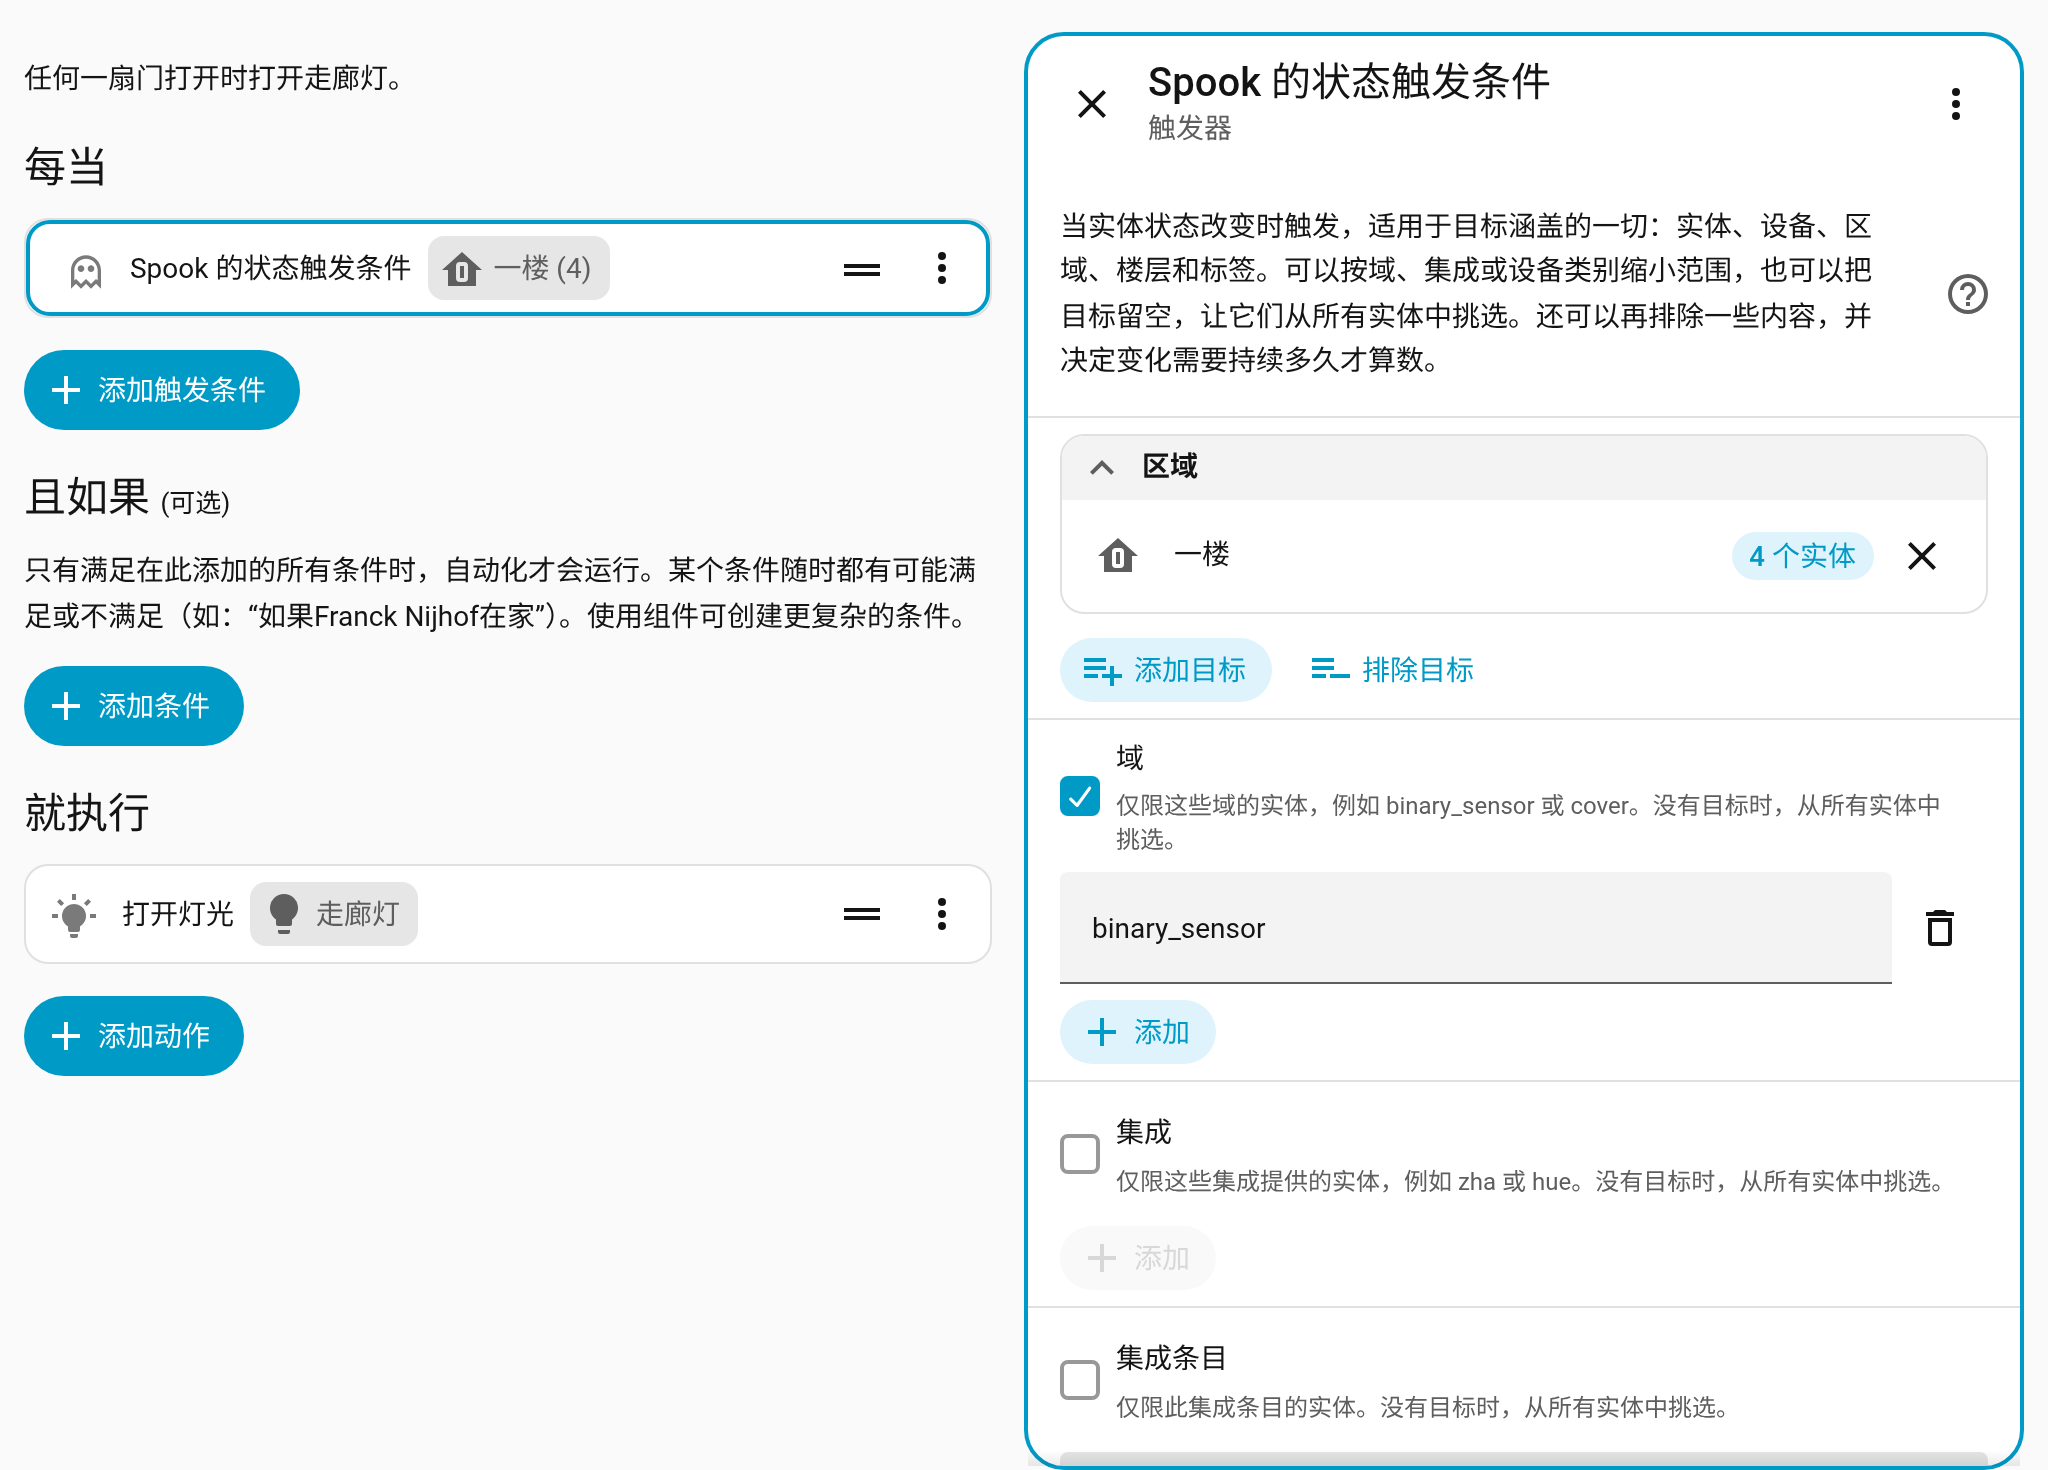 任何一扇门打开时打开走廊灯。
每当
Spook 的状态触发条件 一楼 (4)
添加触发条件
且如果 (可选)
只有满足在此添加的所有条件时，自动化才会运行。某个条件随时都有可能满
足或不满足（如：“如果Franck Nijhof在家”）。使用组件可创建更复杂的条件。
添加条件
就执行
打开灯光 走廊灯
添加动作
Spook 的状态触发条件
触发器
当实体状态改变时触发，适用于目标涵盖的一切：实体、设备、区
域、楼层和标签。可以按域、集成或设备类别缩小范围，也可以把
目标留空，让它们从所有实体中挑选。还可以再排除一些内容，并
决定变化需要持续多久才算数。
区域
一楼 4 个实体
添加目标 排除目标
域
仅限这些域的实体，例如 binary_sensor 或 cover。没有目标时，从所有实体中
挑选。
binary_sensor
添加
集成
仅限这些集成提供的实体，例如 zha 或 hue。没有目标时，从所有实体中挑选。
添加
集成条目
仅限此集成条目的实体。没有目标时，从所有实体中挑选。